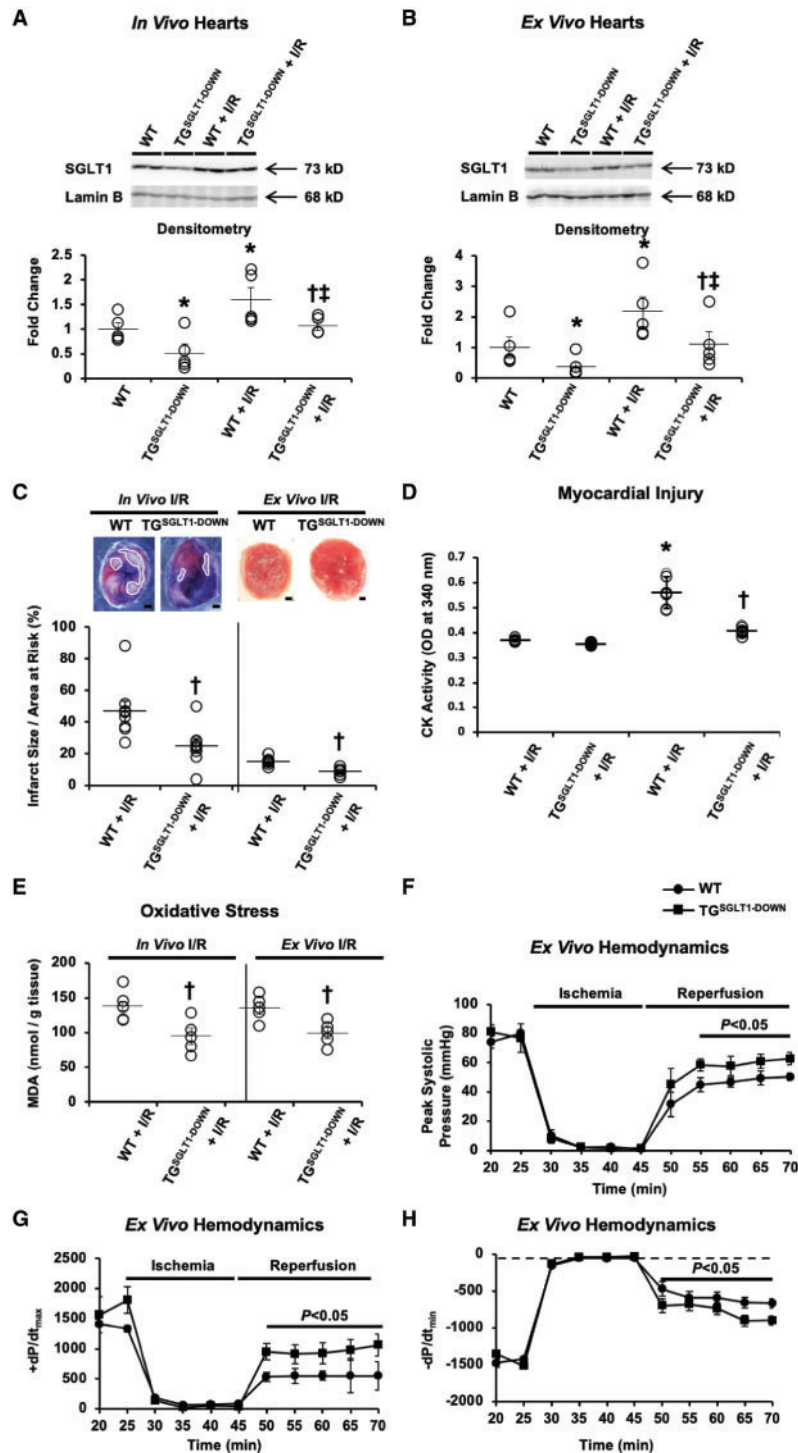 A
In Vivo Hearts
WT
TGSGLT1-DOWN
WT + I/R
TGSGLT1-DOWN + I/R
SGLT1
73 kD
Lamin B
68 kD
Densitometry
Fold Change
2.5
*
2
1.5
†‡
1
*
0.5
0
WT
TGSGLT1-DOWN
WT + I/R
TGSGLT1-DOWN
+ I/R
B
Ex Vivo Hearts
WT
TGSGLT1-DOWN
WT + I/R
TGSGLT1-DOWN + I/R
SGLT1
73 kD
Lamin B
68 kD
Densitometry
Fold Change
*
4
3
†‡
2
*
1
0
WT
TGSGLT1-DOWN
WT + I/R
TGSGLT1-DOWN
+ I/R
C
In Vivo I/R
Ex Vivo I/R
WT TGSGLT1-DOWN
WT TGSGLT1-DOWN
Infarct Size / Area at Risk (%)
100
80
60
†
40
†
20
0
WT + I/R
TGSGLT1-DOWN
+ I/R
WT + I/R
TGSGLT1-DOWN
+ I/R
D
Myocardial Injury
CK Activity (OD at 340 nm)
0.7
*
0.6
0.5
†
0.4
0.3
0.2
0.1
0
WT + I/R
TGSGLT1-DOWN
+ I/R
WT + I/R
TGSGLT1-DOWN
+ I/R
E
Oxidative Stress
In Vivo I/R
Ex Vivo I/R
MDA (nmol / g tissue)
200
† †
150
100
50
0
WT + I/R
TGSGLT1-DOWN
+ I/R
WT + I/R
TGSGLT1-DOWN
+ I/R
WT
TGSGLT1-DOWN
F
Ex Vivo Hemodynamics
Ischemia Reperfusion
P<0.05
Peak Systolic
Pressure (mmHg)
100
80
60
40
20
0
20 25 30 35 40 45 50 55 60 65 70
Time (min)
G
Ex Vivo Hemodynamics
Ischemia Reperfusion
P<0.05
+dP/dtmax
2500
2000
1500
1000
500
0
20 25 30 35 40 45 50 55 60 65 70
Time (min)
H
Ex Vivo Hemodynamics
P<0.05
-dP/dtmin
0
-500
-1000
-1500
-2000
20 25 30 35 40 45 50 55 60 65 70
Time (min)